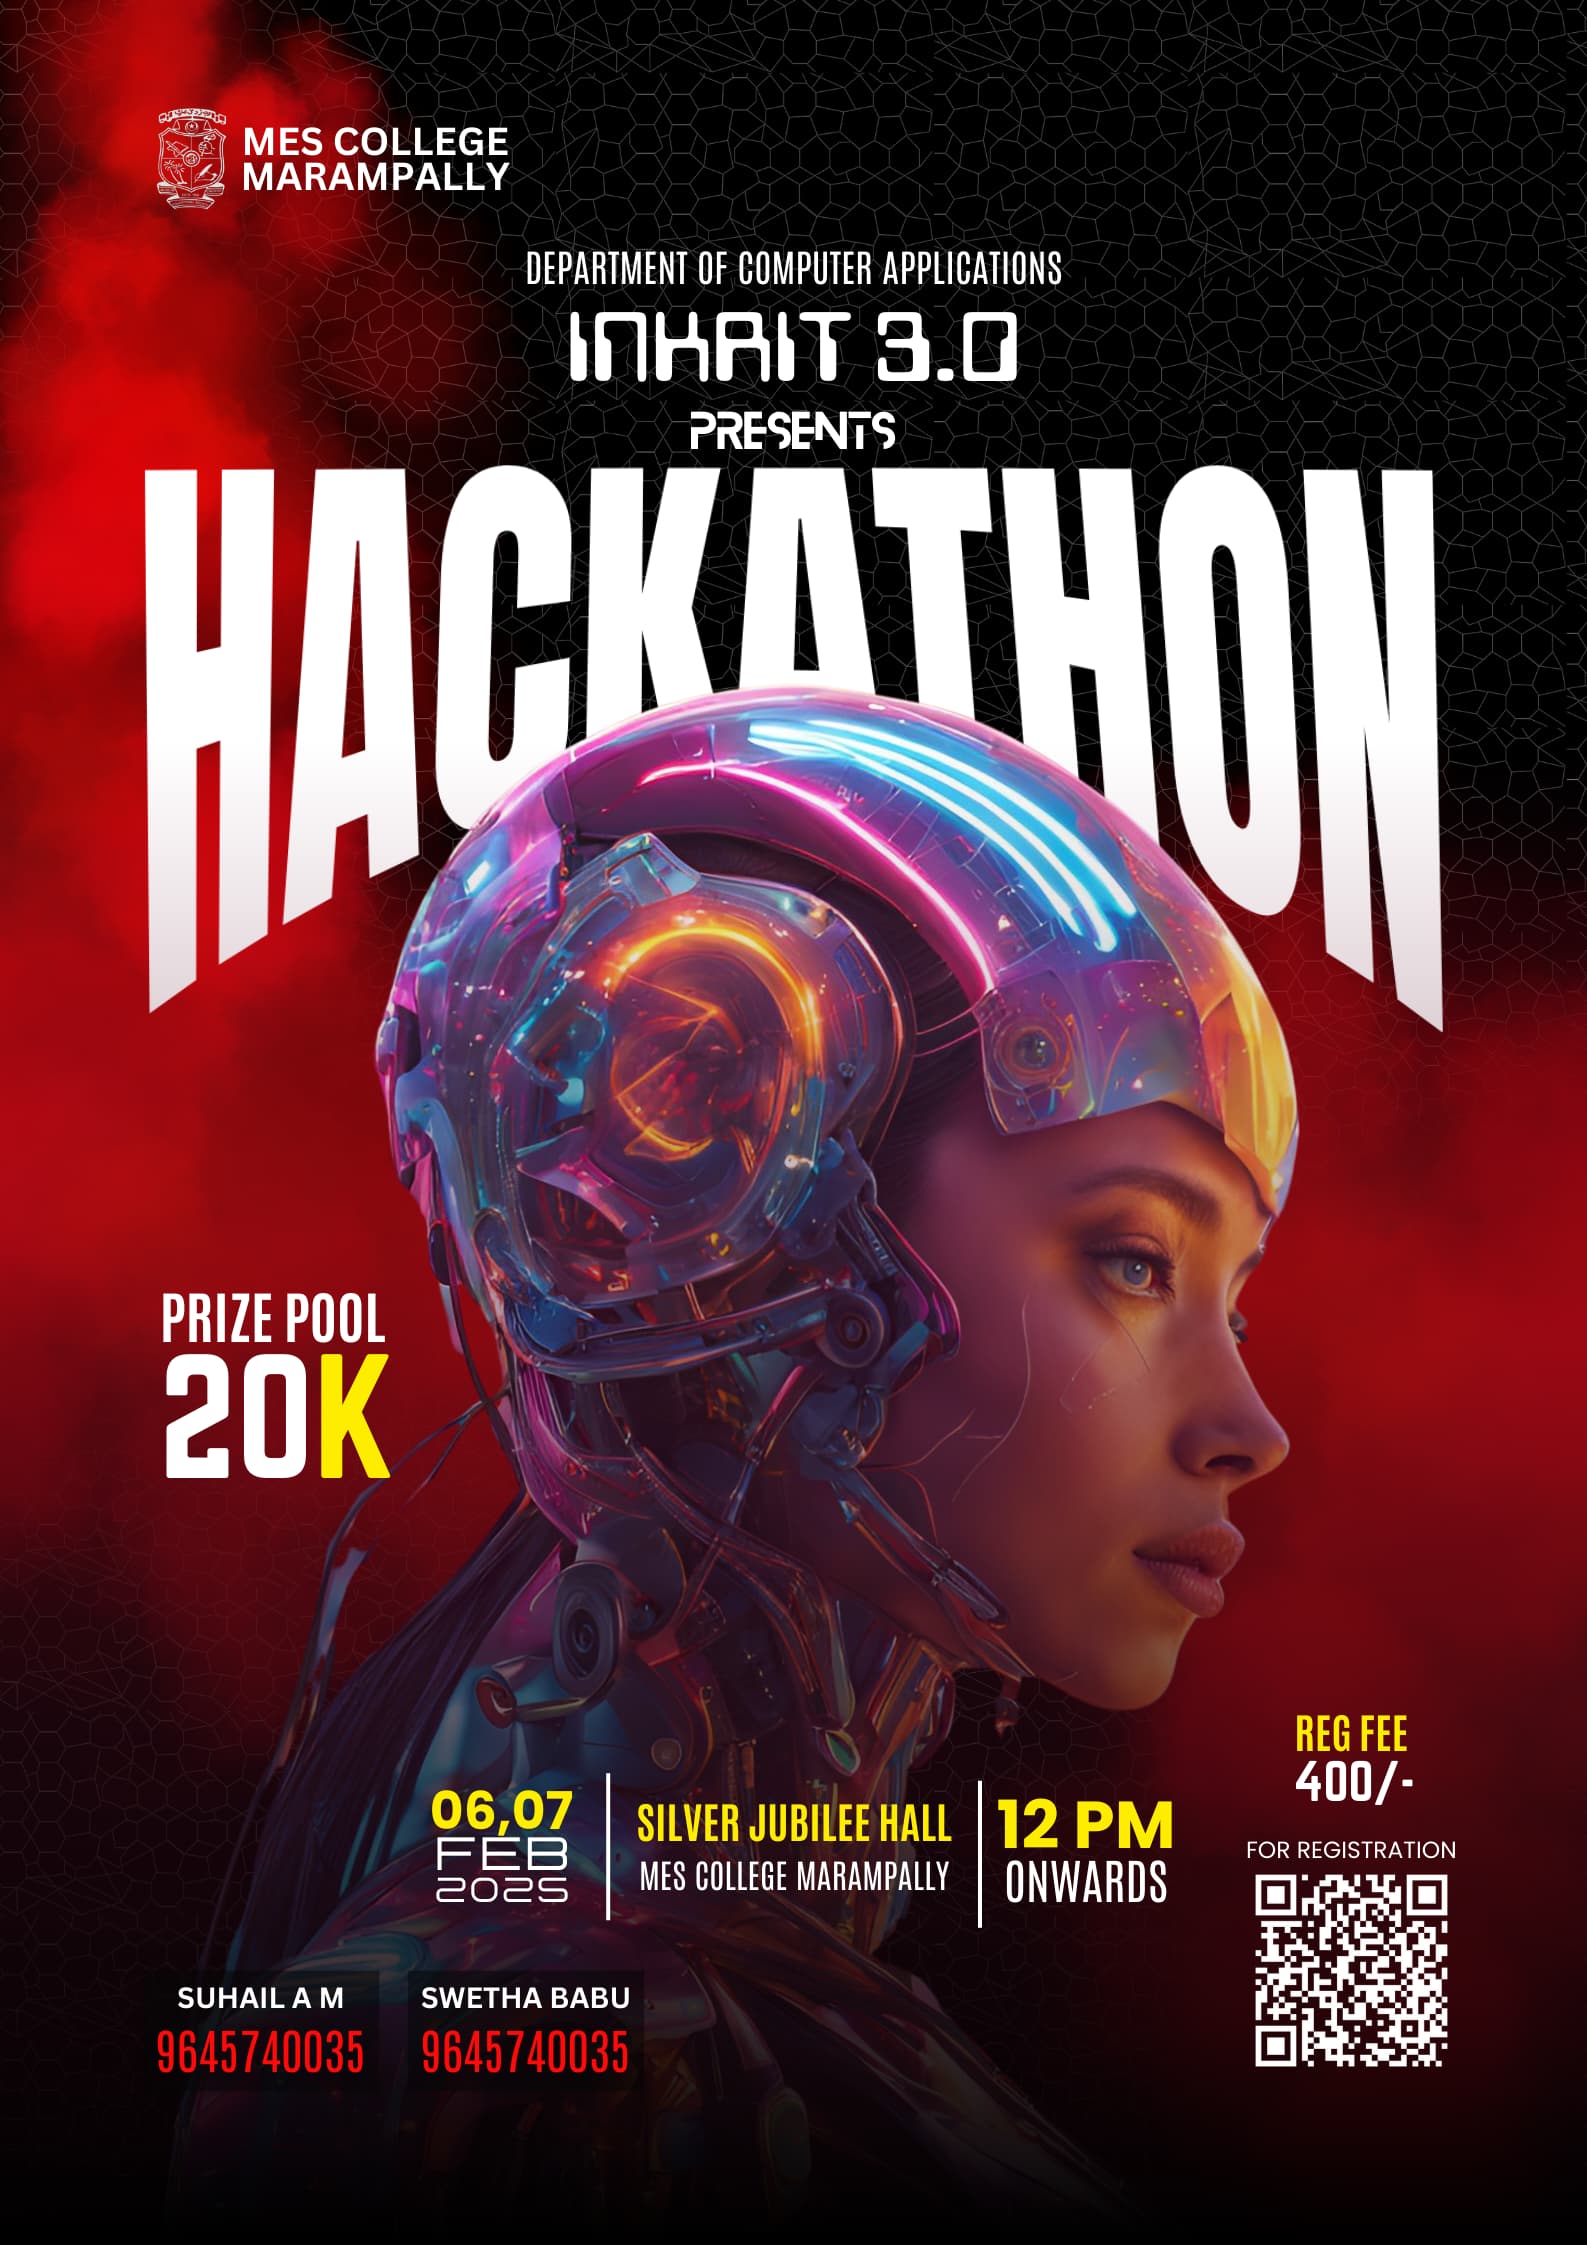 MES COLLEGE
MARAMPALLY
DEPARTMENT OF COMPUTER APPLICATIONS
INKRIT 3.0
PRESENTS
HACKATHON
PRIZE POOL
20K
REG FEE
400/-
06,07
FEB
2025
SILVER JUBILEE HALL
MES COLLEGE MARAMPALLY
12 PM
ONWARDS
FOR REGISTRATION
SUHAIL A M
9645740035
SWETHA BABU
9645740035